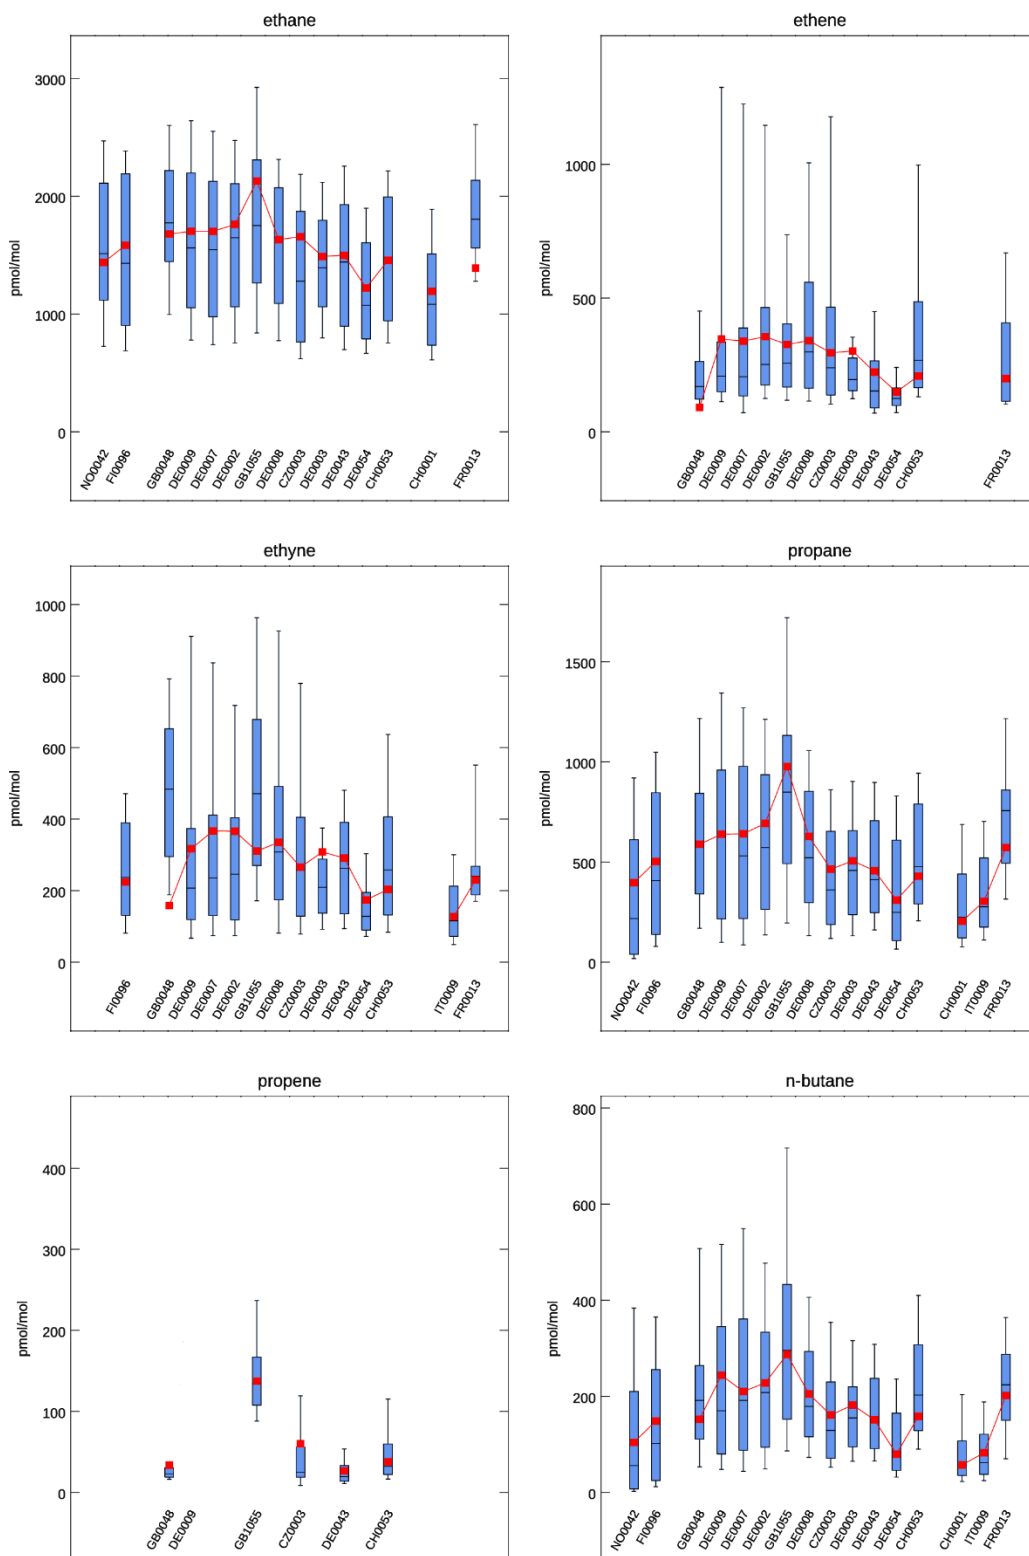 ethane
3000
2000
1000
0
pmol/mol
NO0042 FI0096 GB0048 DE0009 DE0007 DE0002 GB1055 DE0008 CZ0003 DE0003 DE0043 DE0054 CH0053 CH0001 FR0013
ethene
1000
500
0
pmol/mol
GB0048 DE0009 DE0007 DE0002 GB1055 DE0008 CZ0003 DE0003 DE0043 DE0054 CH0053 FR0013
ethyne
1000
800
600
400
200
0
pmol/mol
FI0096 GB0048 DE0009 DE0007 DE0002 GB1055 DE0008 CZ0003 DE0003 DE0043 DE0054 CH0053 IT0009 FR0013
propane
1500
1000
500
0
pmol/mol
NO0042 FI0096 GB0048 DE0009 DE0007 DE0002 GB1055 DE0008 CZ0003 DE0003 DE0043 DE0054 CH0053 CH0001 IT0009 FR0013
propene
400
300
200
100
0
pmol/mol
GB0048 DE0009 GB1055 CZ0003 DE0043 CH0053
n-butane
800
600
400
200
0
pmol/mol
NO0042 FI0096 GB0048 DE0009 DE0007 DE0002 GB1055 DE0008 CZ0003 DE0003 DE0043 DE0054 CH0053 CH0001 IT0009 FR0013